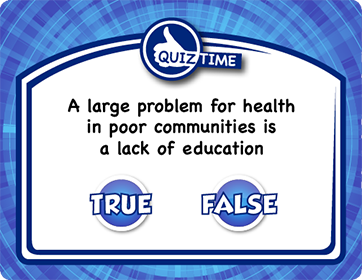 QUIZ TIME
A large problem for health
in poor communities is
a lack of education
TRUE FALSE